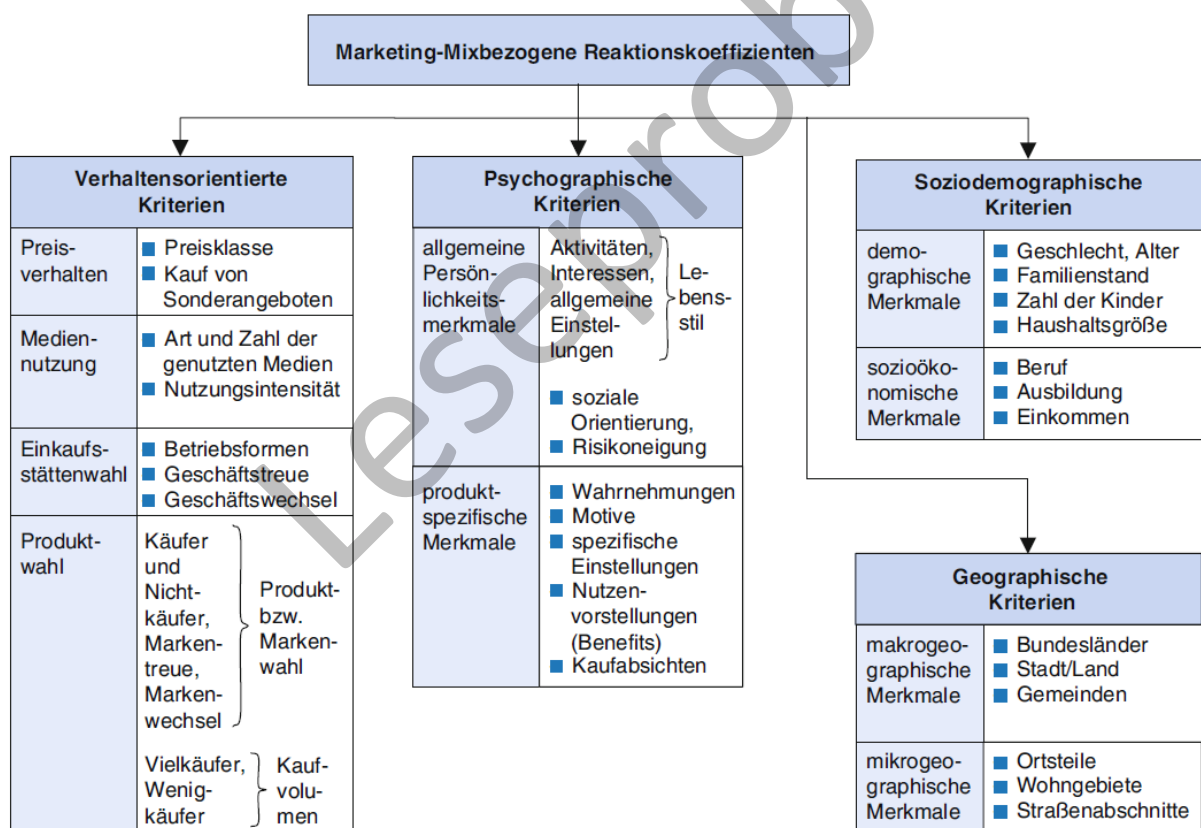 Marketing-Mixbezogene Reaktionskoeffizienten
Verhaltensorientierte
Kriterien
Preis-
verhalten
Preisklasse
Kauf von
Sonderangeboten
Medien-
nutzung
Art und Zahl der
genutzten Medien
Nutzungsintensität
Einkaufs-
stättenwahl
Betriebsformen
Geschäftstreue
Geschäftswechsel
Produkt-
wahl
Käufer
und
Nicht-
käufer,
Marken-
treue,
Marken-
wechsel
Produkt-
bzw.
Marken-
wahl
Vielkäufer,
Wenig-
käufer
Kauf-
volu-
men
Psychographische
Kriterien
allgemeine
Persön-
lichkeits-
merkmale
Aktivitäten,
Interessen,
allgemeine
Einstel-
lungen
Le-
bens-
stil
soziale
Orientierung,
Risikoneigung
produkt-
spezifische
Merkmale
Wahrnehmungen
Motive
spezifische
Einstellungen
Nutzen-
vorstellungen
(Benefits)
Kaufabsichten
Soziodemographische
Kriterien
demo-
graphische
Merkmale
Geschlecht, Alter
Familienstand
Zahl der Kinder
Haushaltsgröße
sozioöko-
nomische
Merkmale
Beruf
Ausbildung
Einkommen
Geographische
Kriterien
makrogeo-
graphische
Merkmale
Bundesländer
Stadt/Land
Gemeinden
mikrogeo-
graphische
Merkmale
Ortsteile
Wohngebiete
Straßenabschnitte
Leseprob